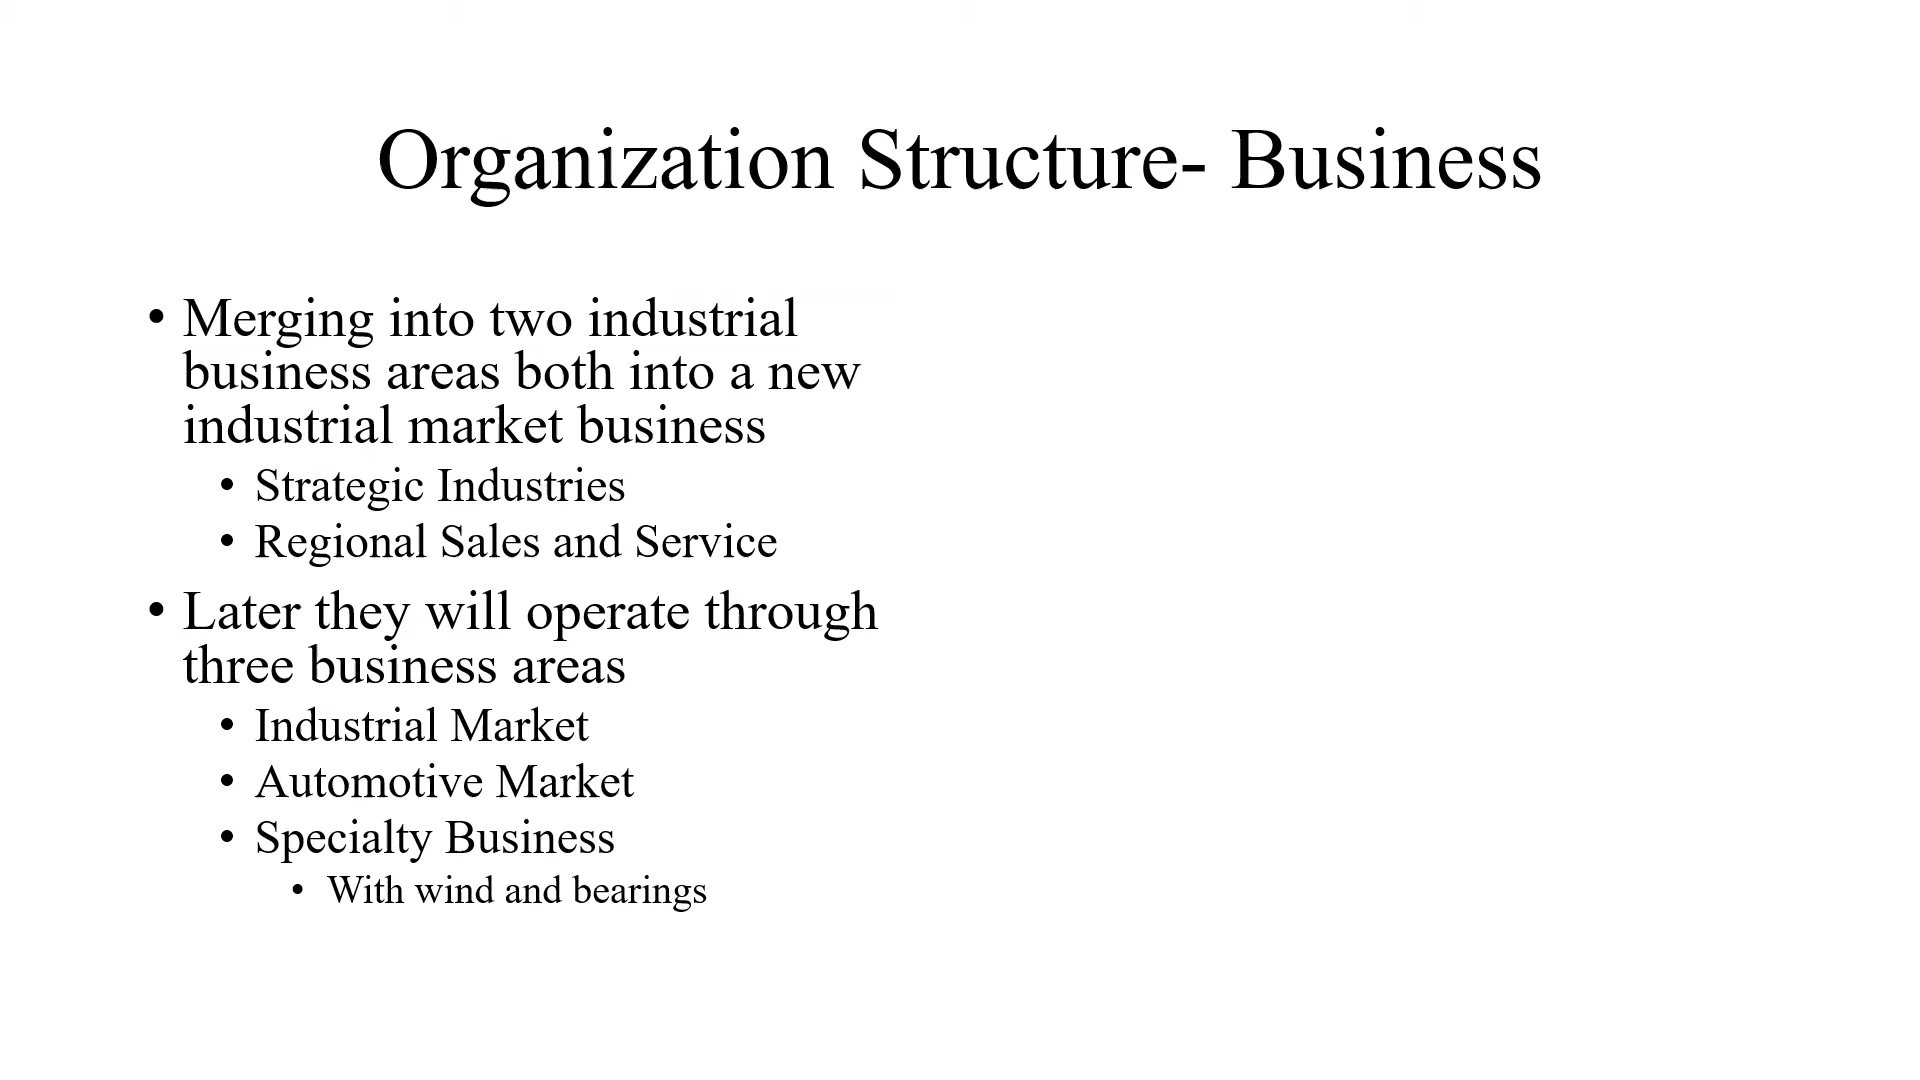 Organization Structure- Business
• Merging into two industrial
business areas both into a new
industrial market business
• Strategic Industries
• Regional Sales and Service
• Later they will operate through
three business areas
• Industrial Market
• Automotive Market
• Specialty Business
• With wind and bearings